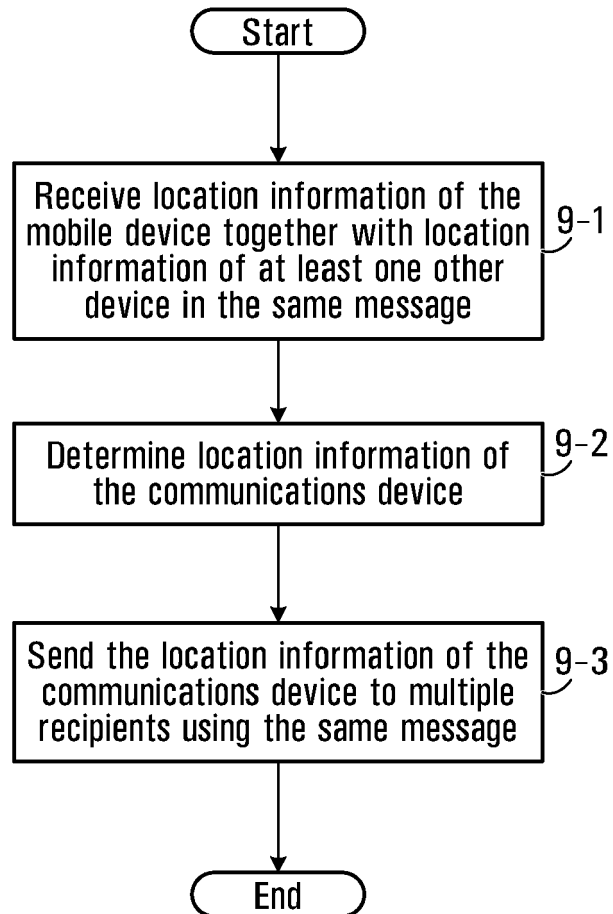 Start
Receive location information of the
mobile device together with location
information of at least one other
device in the same message
9-1
Determine location information of
the communications device
9-2
Send the location information of the
communications device to multiple
recipients using the same message
9-3
End